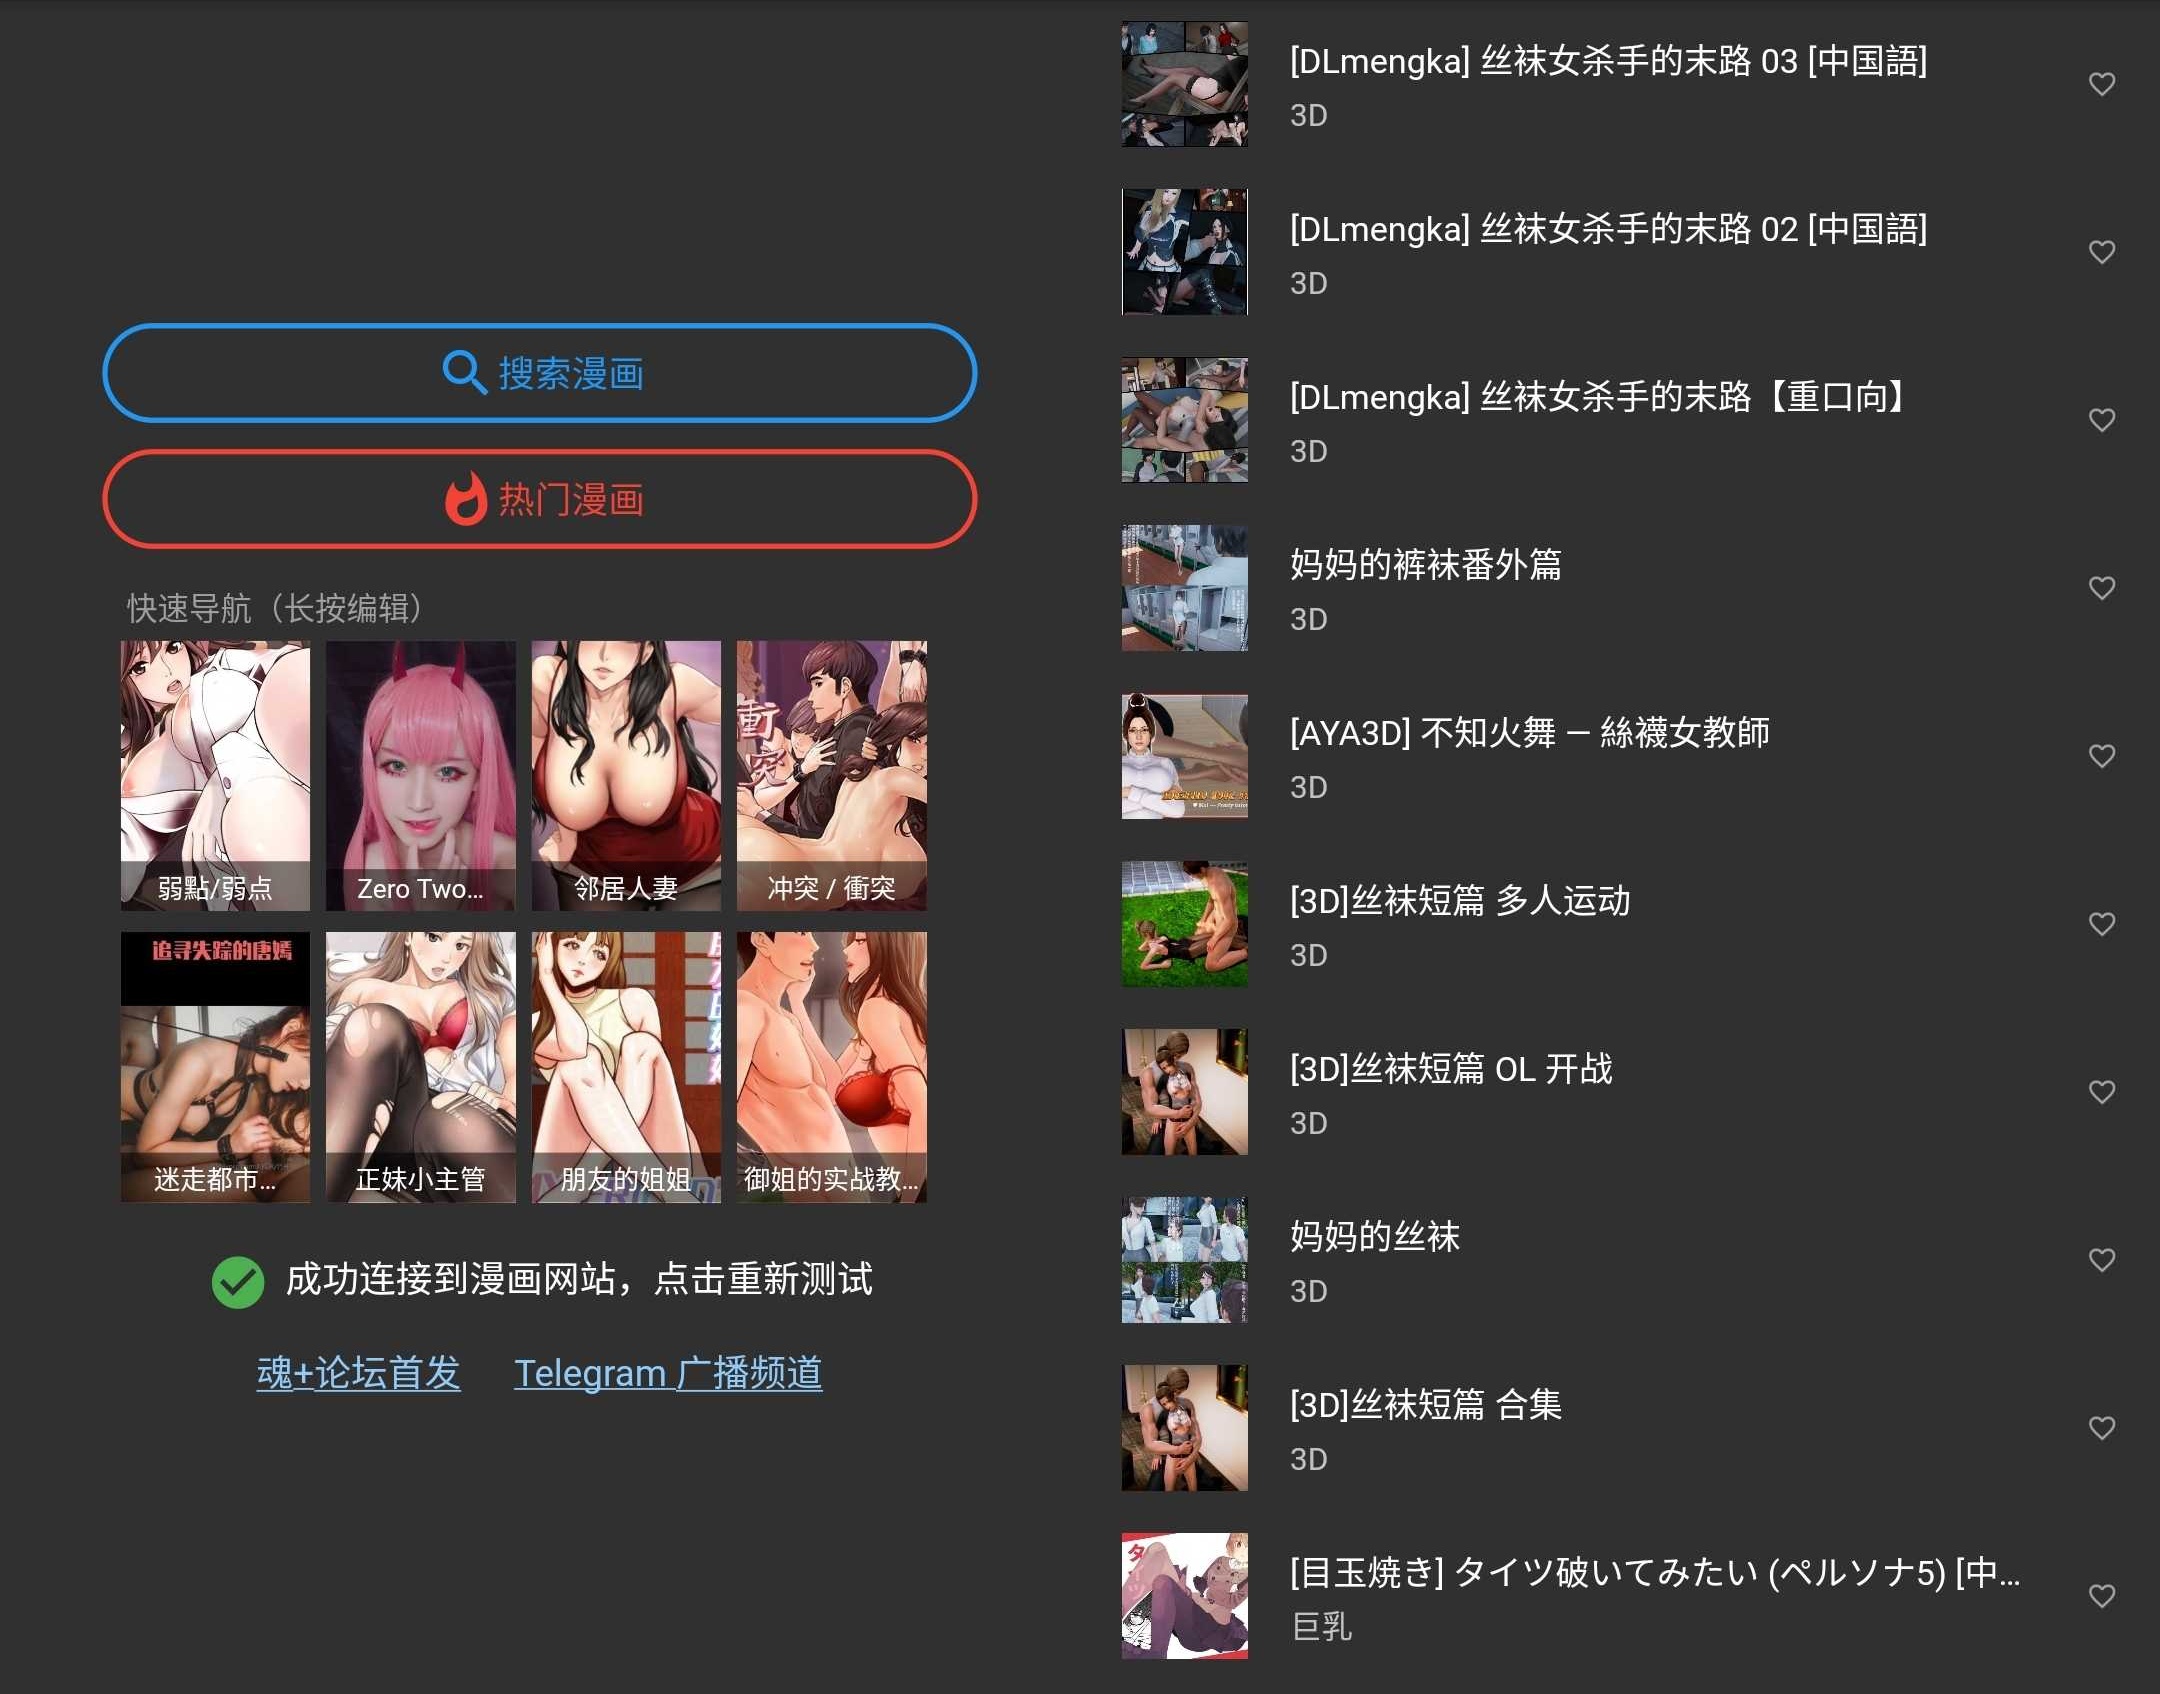 搜索漫画
热门漫画
快速导航（长按编辑）
弱點/弱点
Zero Two...
邻居人妻
衝突
冲突 / 衝突
追寻失踪的唐嫣
迷走都市...
正妹小主管
朋友的姐姐
御姐的实战教...
成功连接到漫画网站，点击重新测试
魂+论坛首发
Telegram 广播频道
[DLmengka] 丝袜女杀手的末路 03 [中国語]
3D
[DLmengka] 丝袜女杀手的末路 02 [中国語]
3D
[DLmengka] 丝袜女杀手的末路【重口向】
3D
妈妈的裤袜番外篇
3D
[AYA3D] 不知火舞 — 絲襪女教師
3D
[3D]丝袜短篇 多人运动
3D
[3D]丝袜短篇 OL 开战
3D
妈妈的丝袜
3D
[3D]丝袜短篇 合集
3D
[目玉焼き] タイツ破いてみたい (ペルソナ5) [中...
巨乳
タイツ